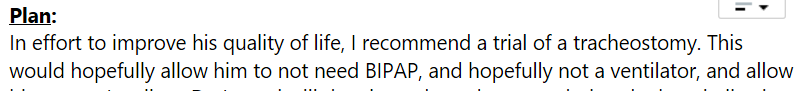 Plan:
In effort to improve his quality of life, I recommend a trial of a tracheostomy. This
would hopefully allow him to not need BIPAP, and hopefully not a ventilator, and allow